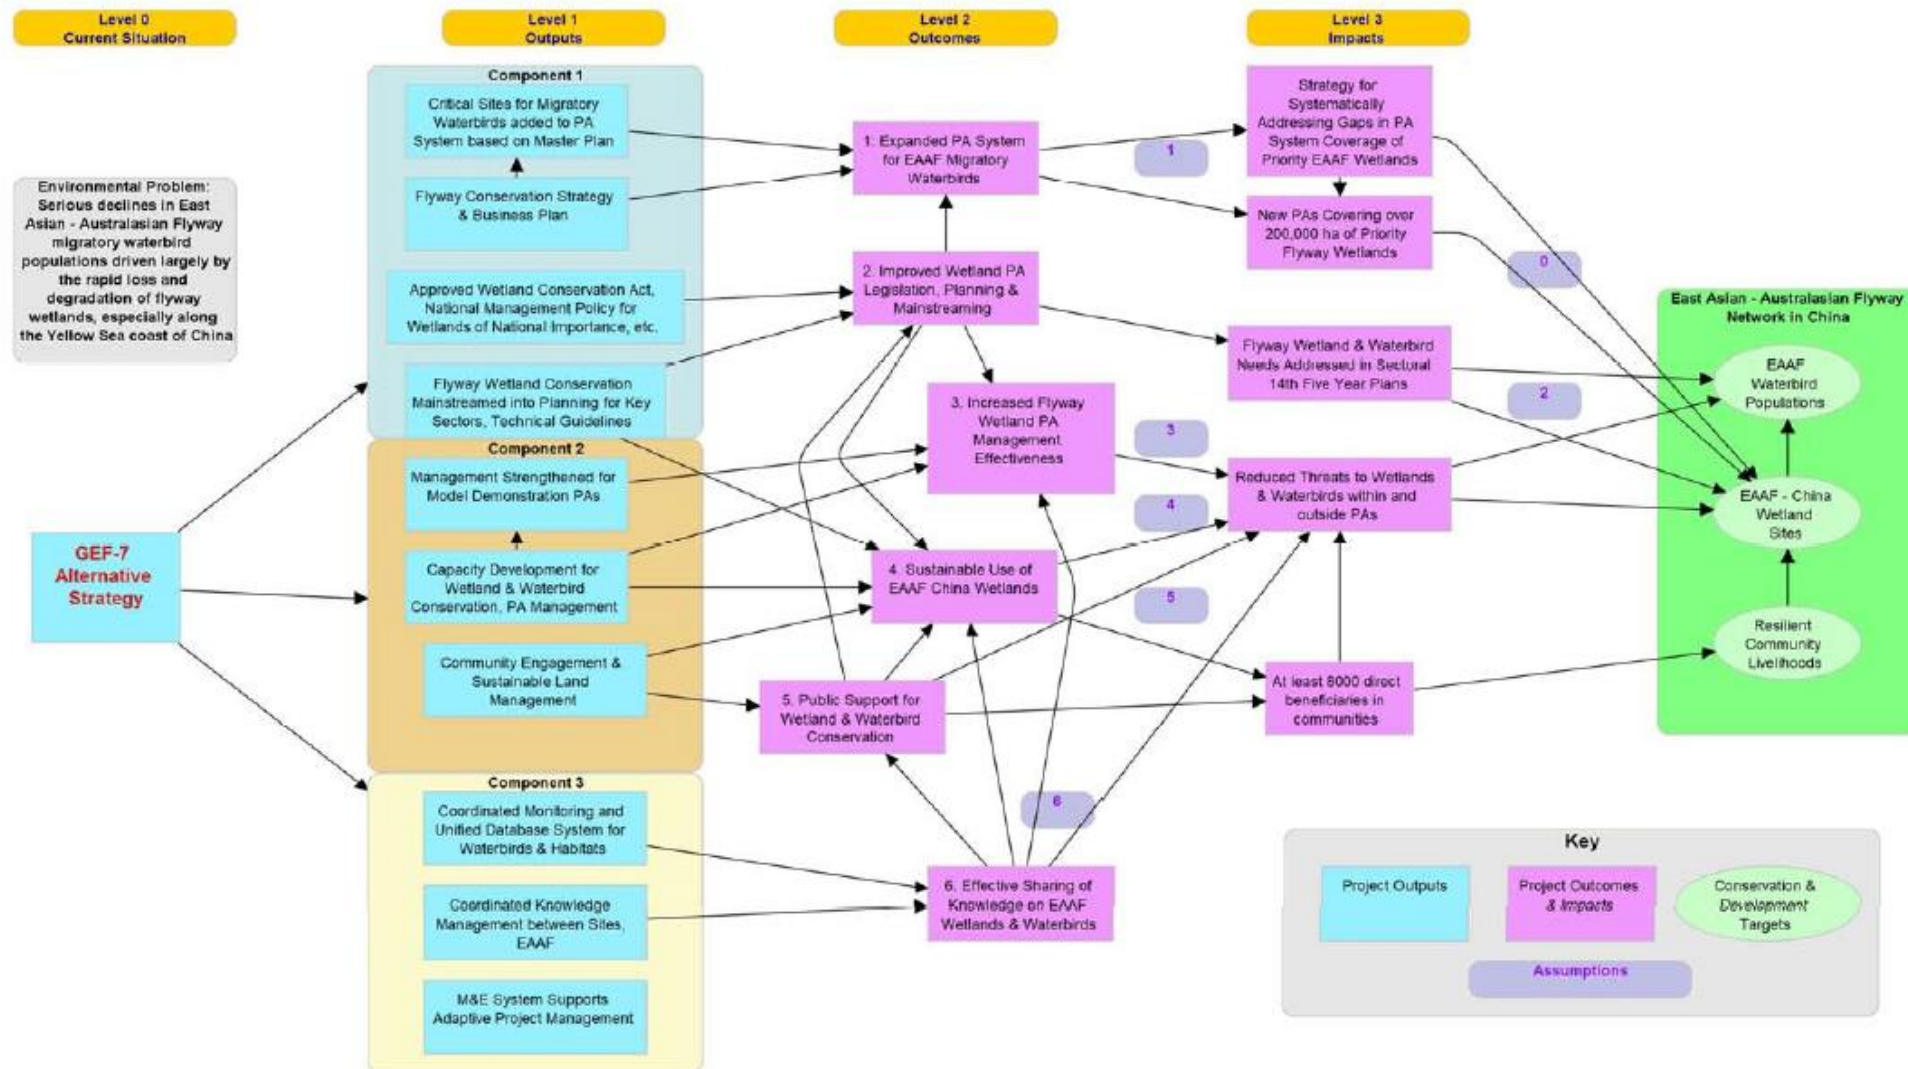 Level 0
Current Situation
Level 1
Outputs
Level 2
Outcomes
Level 3
Impacts
Environmental Problem:
Serious declines in East
Asian - Australasian Flyway
migratory waterbird
populations driven largely by
the rapid loss and
degradation of flyway
wetlands, especially along
the Yellow Sea coast of China
GEF-7
Alternative
Strategy
Component 1
Critical Sites for Migratory
Waterbirds added to PA
System based on Master Plan
Flyway Conservation Strategy
& Business Plan
Approved Wetland Conservation Act,
National Management Policy for
Wetlands of National Importance, etc.
Flyway Wetland Conservation
Mainstreamed into Planning for Key
Sectors, Technical Guidelines
Component 2
Management Strengthened for
Model Demonstration PAs
Capacity Development for
Wetland & Waterbird
Conservation, PA Management
Community Engagement &
Sustainable Land
Management
Component 3
Coordinated Monitoring and
Unified Database System for
Waterbirds & Habitats
Coordinated Knowledge
Management between Sites,
EAAF
M&E System Supports
Adaptive Project Management
1. Expanded PA System
for EAAF Migratory
Waterbirds
2. Improved Wetland PA
Legislation, Planning &
Mainstreaming
3. Increased Flyway
Wetland PA
Management
Effectiveness
4. Sustainable Use of
EAAF China Wetlands
5. Public Support for
Wetland & Waterbird
Conservation
6. Effective Sharing of
Knowledge on EAAF
Wetlands & Waterbirds
1
3
4
5
6
Strategy for
Systematically
Addressing Gaps in PA
System Coverage of
Priority EAAF Wetlands
New PAs Covering over
200,000 ha of Priority
Flyway Wetlands
Flyway Wetland & Waterbird
Needs Addressed in Sectoral
14th Five Year Plans
Reduced Threats to Wetlands
& Waterbirds within and
outside PAs
At least 8000 direct
beneficiaries in
communities
0
2
East Asian - Australasian Flyway
Network in China
EAAF
Waterbird
Populations
EAAF - China
Wetland
Sites
Resilient
Community
Livelihoods
Key
Project Outputs
Project Outcomes
& Impacts
Conservation &
Development
Targets
Assumptions